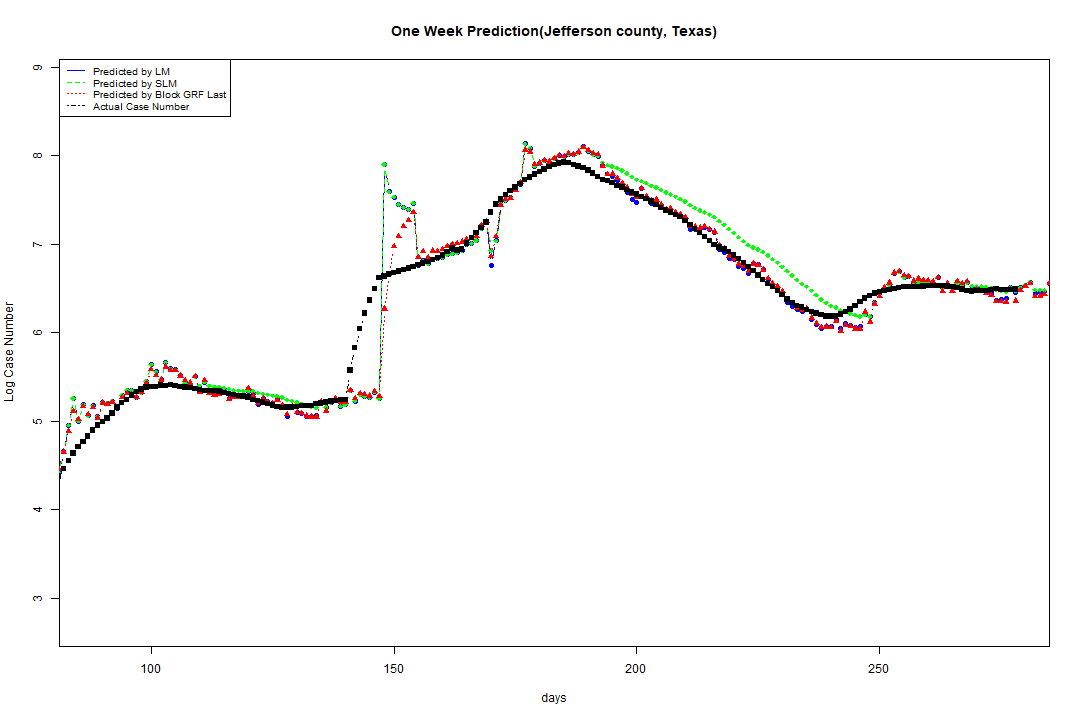 One Week Prediction(Jefferson county, Texas)
Predicted by LM
Predicted by SLM
Predicted by Block GRF Last
Actual Case Number
9
8
7
6
5
4
3
Log Case Number
100 150 200 250
days